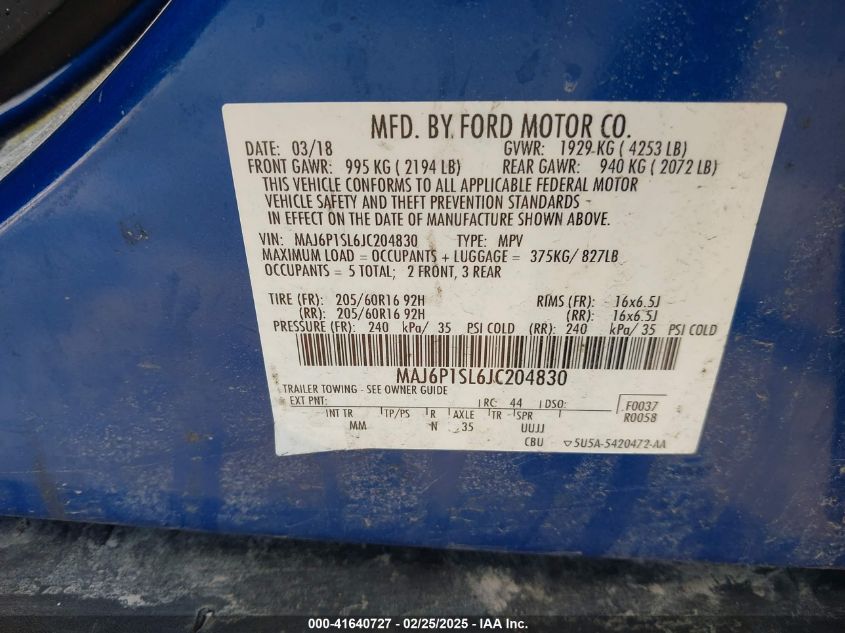 MFD. BY FORD MOTOR CO.
DATE: 03/18 GVWR: 1929 KG ( 4253 LB)
FRONT GAWR: 995 KG ( 2194 LB) REAR GAWR: 940 KG ( 2072 LB)
THIS VEHICLE CONFORMS TO ALL APPLICABLE FEDERAL MOTOR
VEHICLE SAFETY AND THEFT PREVENTION STANDARDS
IN EFFECT ON THE DATE OF MANUFACTURE SHOWN ABOVE.
VIN: MAJ6P1SL6JC204830 TYPE: MPV
MAXIMUM LOAD = OCCUPANTS + LUGGAGE = 375KG/ 827LB
OCCUPANTS = 5 TOTAL; 2 FRONT, 3 REAR
TIRE (FR): 205/60R16 92H RIMS (FR): 16x6.5J
(RR): 205/60R16 92H (RR): 16x6.5J
PRESSURE (FR): 240 kPa/ 35 PSI COLD (RR): 240 kPa/ 35 PSI COLD
MAJ6P1SL6JC204830
TRAILER TOWING - SEE OWNER GUIDE
EXT PNT: RC: 44 DSO: F0037
INT TR TP/PS R AXLE TR SPR R0058
MM N 35 UUJJ
CBU 5U5A-5420472-AA
000-41640727 - 02/25/2025 - IAA, Inc.